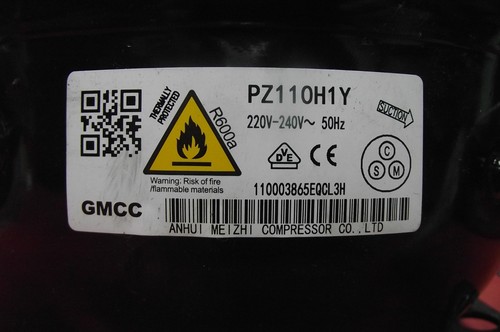 THERMALLY
PROTECTED
R600a
PZ110H1Y
220V-240V~ 50Hz
SUCTION
VDE
CE
C
S
M
Warning: Risk of fire
/flammable materials
110003865EQCL3H
GMCC
ANHUI MEIZHI COMPRESSOR CO.,LTD